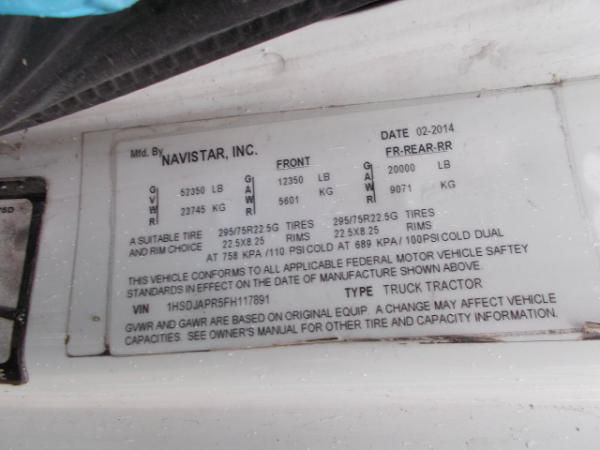 Mfd. By NAVISTAR, INC. DATE 02-2014
FRONT FR-REAR-RR
GVWR 52350 LB GAWR 12350 LB GAWR 20000 LB
23745 KG 5601 KG 9071 KG
A SUITABLE TIRE 295/75R22.5G TIRES 295/75R22.5G TIRES
AND RIM CHOICE 22.5X8.25 RIMS 22.5X8.25 RIMS
AT 758 KPA/110 PSI COLD AT 689 KPA/100PSI COLD DUAL
THIS VEHICLE CONFORMS TO ALL APPLICABLE FEDERAL MOTOR VEHICLE SAFTEY
STANDARDS IN EFFECT ON THE DATE OF MANUFACTURE SHOWN ABOVE.
VIN 1HSDJAPR5FH117891 TYPE TRUCK TRACTOR
GVWR AND GAWR ARE BASED ON ORIGINAL EQUIP. A CHANGE MAY AFFECT VEHICLE
CAPACITIES. SEE OWNER'S MANUAL FOR OTHER TIRE AND CAPACITY INFORMATION.